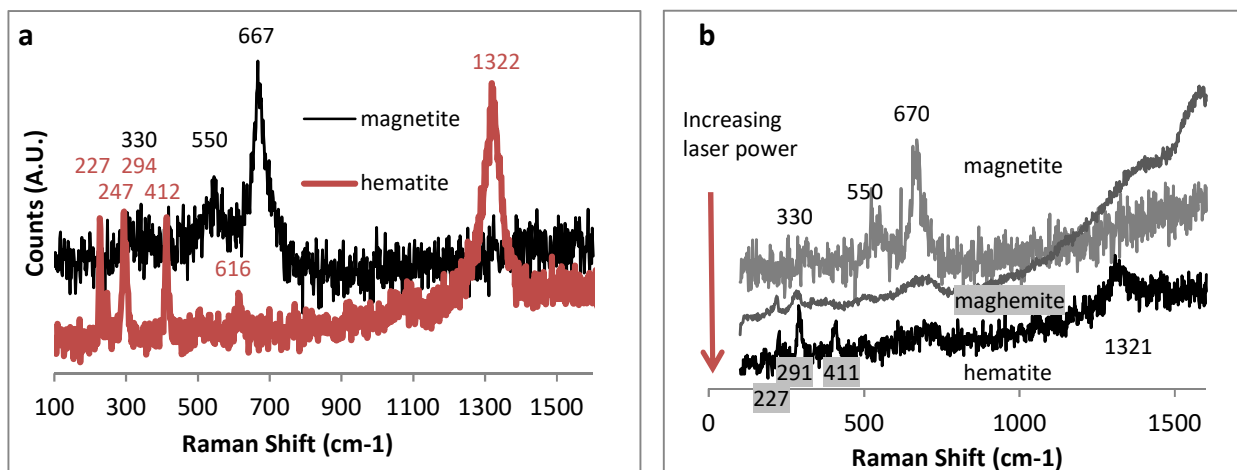 a
667
1322
magnetite
330
550
227 294
247 412
hematite
616
Counts (A.U.)
100 300 500 700 900 1100 1300 1500
Raman Shift (cm-1)
b
Increasing
laser power
670
magnetite
550
330
maghemite
1321
291 411
hematite
227
0 500 1000 1500
Raman Shift (cm-1)